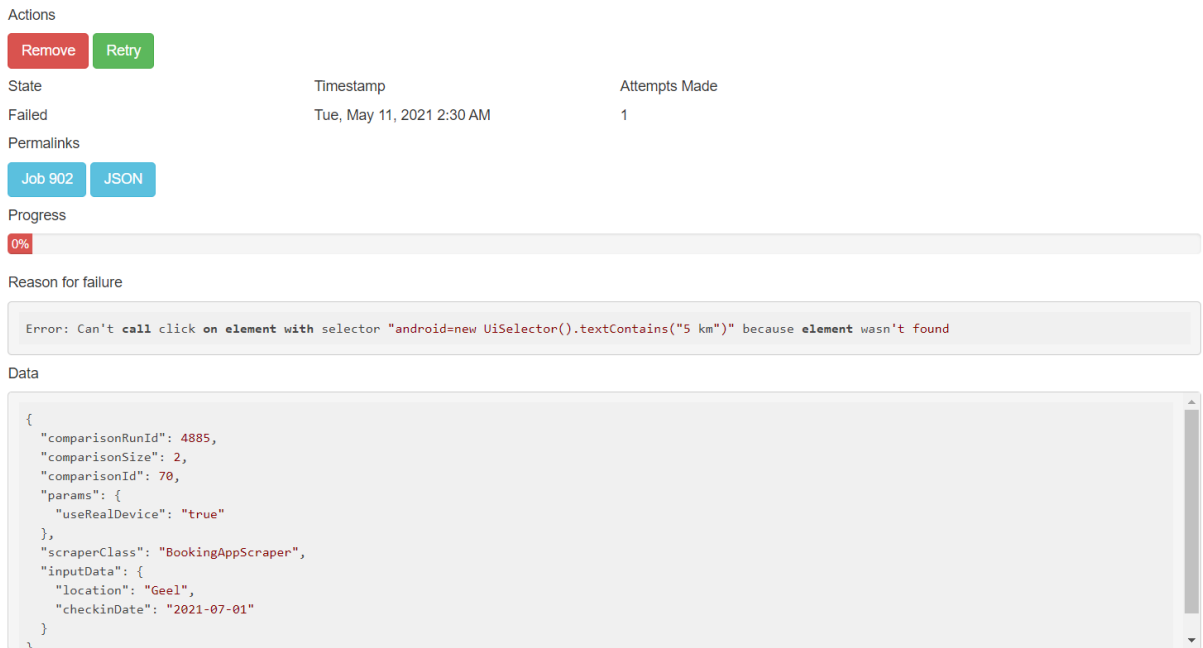 Actions
Remove Retry
State Timestamp Attempts Made
Failed Tue, May 11, 2021 2:30 AM 1
Permalinks
Job 902 JSON
Progress
0%
Reason for failure
Error: Can't call click on element with selector "android=new UiSelector().textContains("5 km")" because element wasn't found
Data
{
"comparisonRunId": 4885,
"comparisonSize": 2,
"comparisonId": 70,
"params": {
"useRealDevice": "true"
},
"scraperClass": "BookingAppScraper",
"inputData": {
"location": "Geel",
"checkinDate": "2021-07-01"
}
}